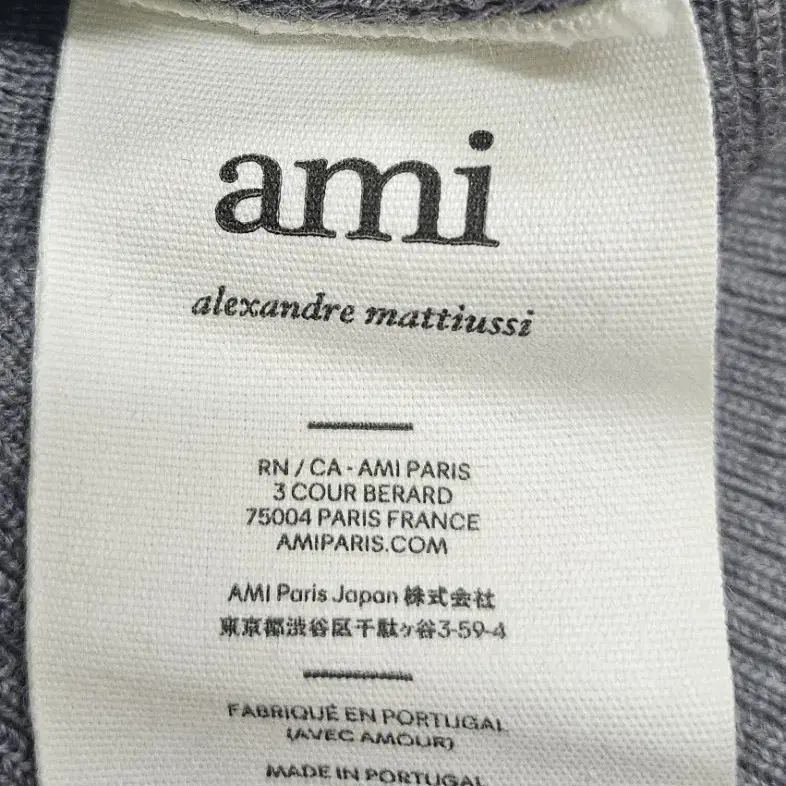 ami
alexandre mattiussi
RN / CA - AMI PARIS
3 COUR BERARD
75004 PARIS FRANCE
AMIPARIS.COM
AMI Paris Japan 株式会社
東京都渋谷区千駄ヶ谷3-59-4
FABRIQUÉ EN PORTUGAL
(AVEC AMOUR)
MADE IN PORTUGAL